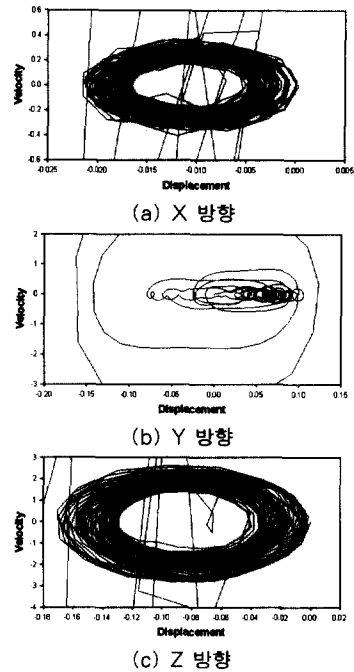 0.6
0.4
0.2
0.0
-0.2
-0.4
-0.6
Velocity
-0.025 -0.020 -0.015 -0.010 -0.005 0.000 0.005
Displacement
(a) X 방향
2
1
0
-1
-2
-3
Velocity
-0.20 -0.15 -0.10 -0.05 0.00 0.05 0.10 0.15
Displacement
(b) Y 방향
3
2
1
0
-1
-2
-3
-4
Velocity
-0.18 -0.16 -0.14 -0.12 -0.10 -0.08 -0.06 -0.04 -0.02 0.00 0.02
Displacement
(c) Z 방향